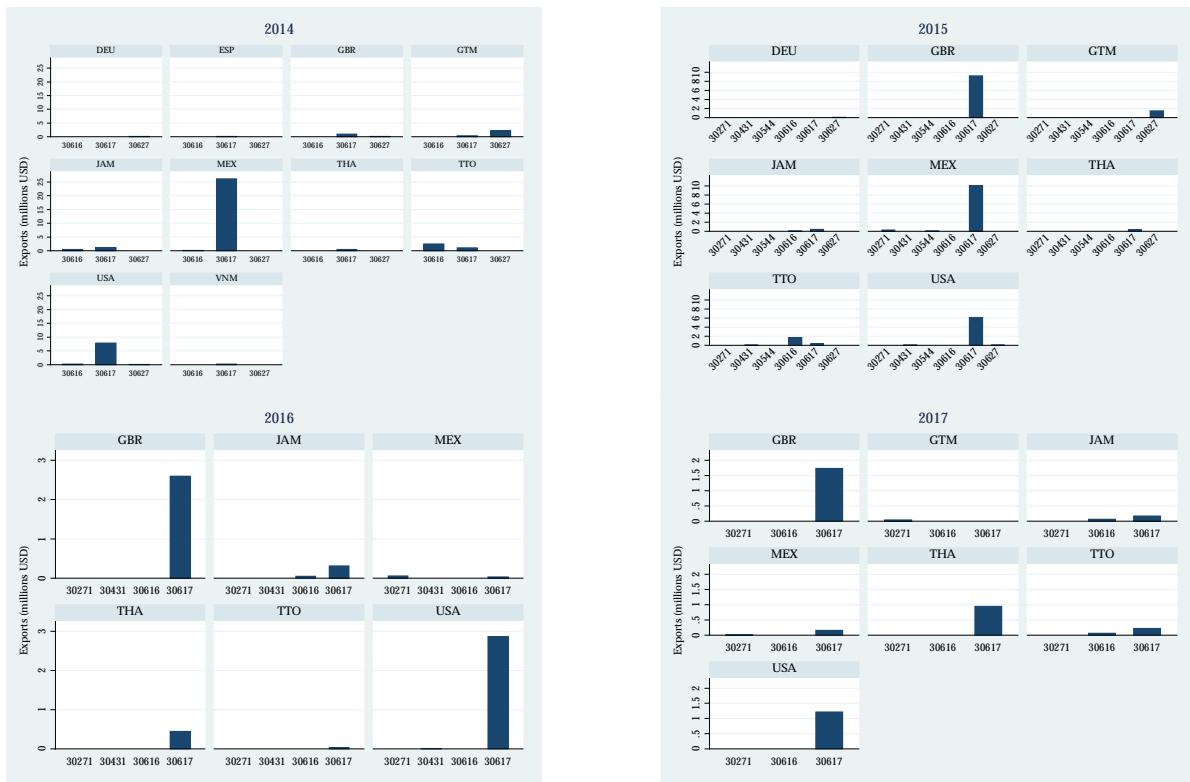 2014
DEU ESP GBR GTM
0 5 10 15 20 25
30616 30617 30627 30616 30617 30627 30616 30617 30627 30616 30617 30627
JAM MEX THA TTO
0 5 10 15 20 25
30616 30617 30627 30616 30617 30627 30616 30617 30627 30616 30617 30627
USA VNM
0 5 10 15 20 25
30616 30617 30627 30616 30617 30627
Exports (millions USD)
2015
DEU GBR GTM
0 2 4 6 8 10
30271 30431 30544 30616 30617 30627 30271 30431 30544 30616 30617 30627 30271 30431 30544 30616 30617 30627
JAM MEX THA
0 2 4 6 8 10
30271 30431 30544 30616 30617 30627 30271 30431 30544 30616 30617 30627 30271 30431 30544 30616 30617 30627
TTO USA
0 2 4 6 8 10
30271 30431 30544 30616 30617 30627 30271 30431 30544 30616 30617 30627
Exports (millions USD)
2016
GBR JAM MEX
0 1 2 3
30271 30431 30616 30617 30271 30431 30616 30617 30271 30431 30616 30617
THA TTO USA
0 1 2 3
30271 30431 30616 30617 30271 30431 30616 30617 30271 30431 30616 30617
Exports (millions USD)
2017
GBR GTM JAM
0 .5 1 1.5 2
30271 30616 30617 30271 30616 30617 30271 30616 30617
MEX THA TTO
0 .5 1 1.5 2
30271 30616 30617 30271 30616 30617 30271 30616 30617
USA
0 .5 1 1.5 2
30271 30616 30617
Exports (millions USD)